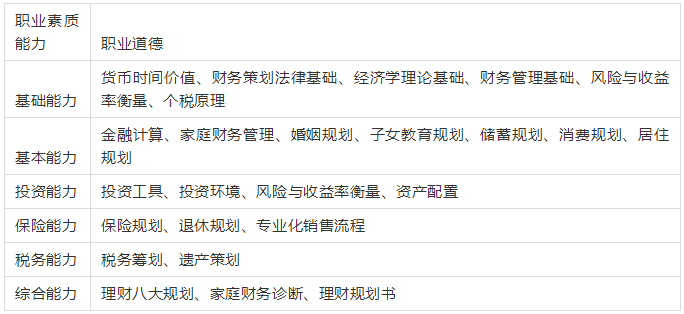 职业素质
能力
职业道德
基础能力
货币时间价值、财务策划法律基础、经济学理论基础、财务管理基础、风险与收益
率衡量、个税原理
基本能力
金融计算、家庭财务管理、婚姻规划、子女教育规划、储蓄规划、消费规划、居住
规划
投资能力
投资工具、投资环境、风险与收益率衡量、资产配置
保险能力
保险规划、退休规划、专业化销售流程
税务能力
税务筹划、遗产策划
综合能力
理财八大规划、家庭财务诊断、理财规划书